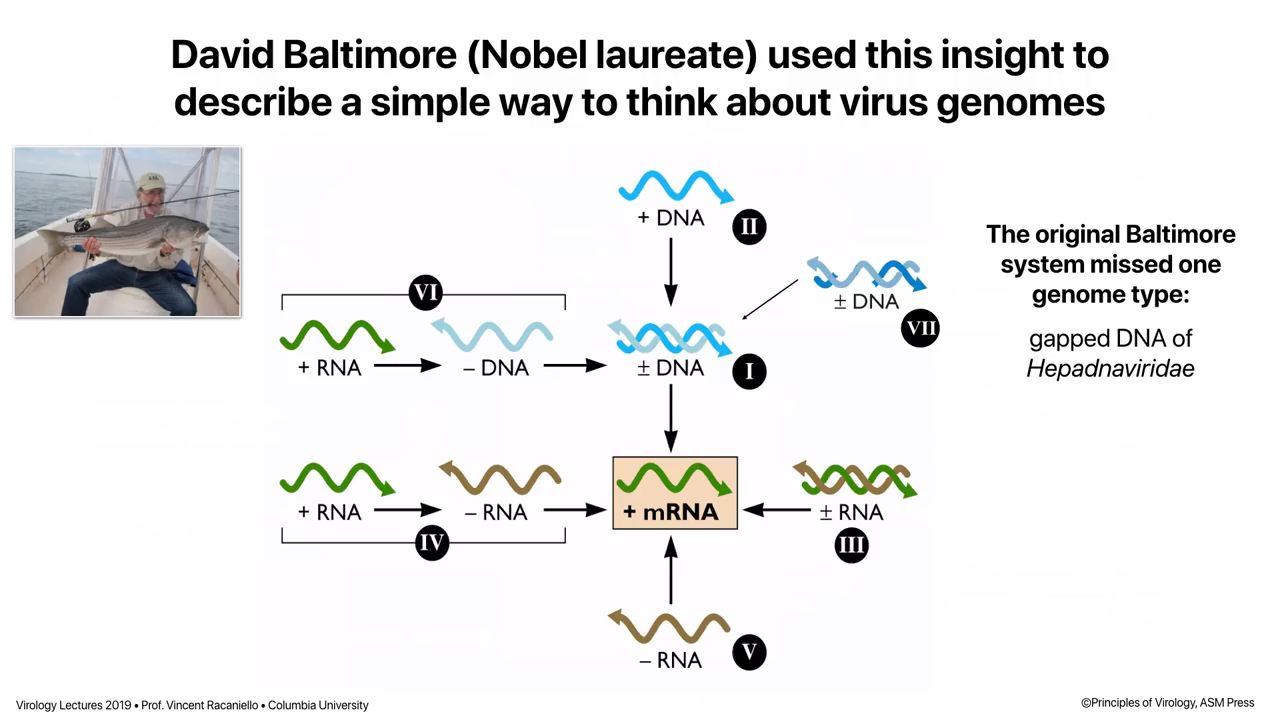 David Baltimore (Nobel laureate) used this insight to
describe a simple way to think about virus genomes
+ DNA
II
± DNA
VII
The original Baltimore
system missed one
genome type:
gapped DNA of
Hepadnaviridae
VI
+ RNA
– DNA
± DNA
I
+ RNA
– RNA
IV
+ mRNA
± RNA
III
– RNA
V
Virology Lectures 2019 • Prof. Vincent Racaniello • Columbia University
©Principles of Virology, ASM Press